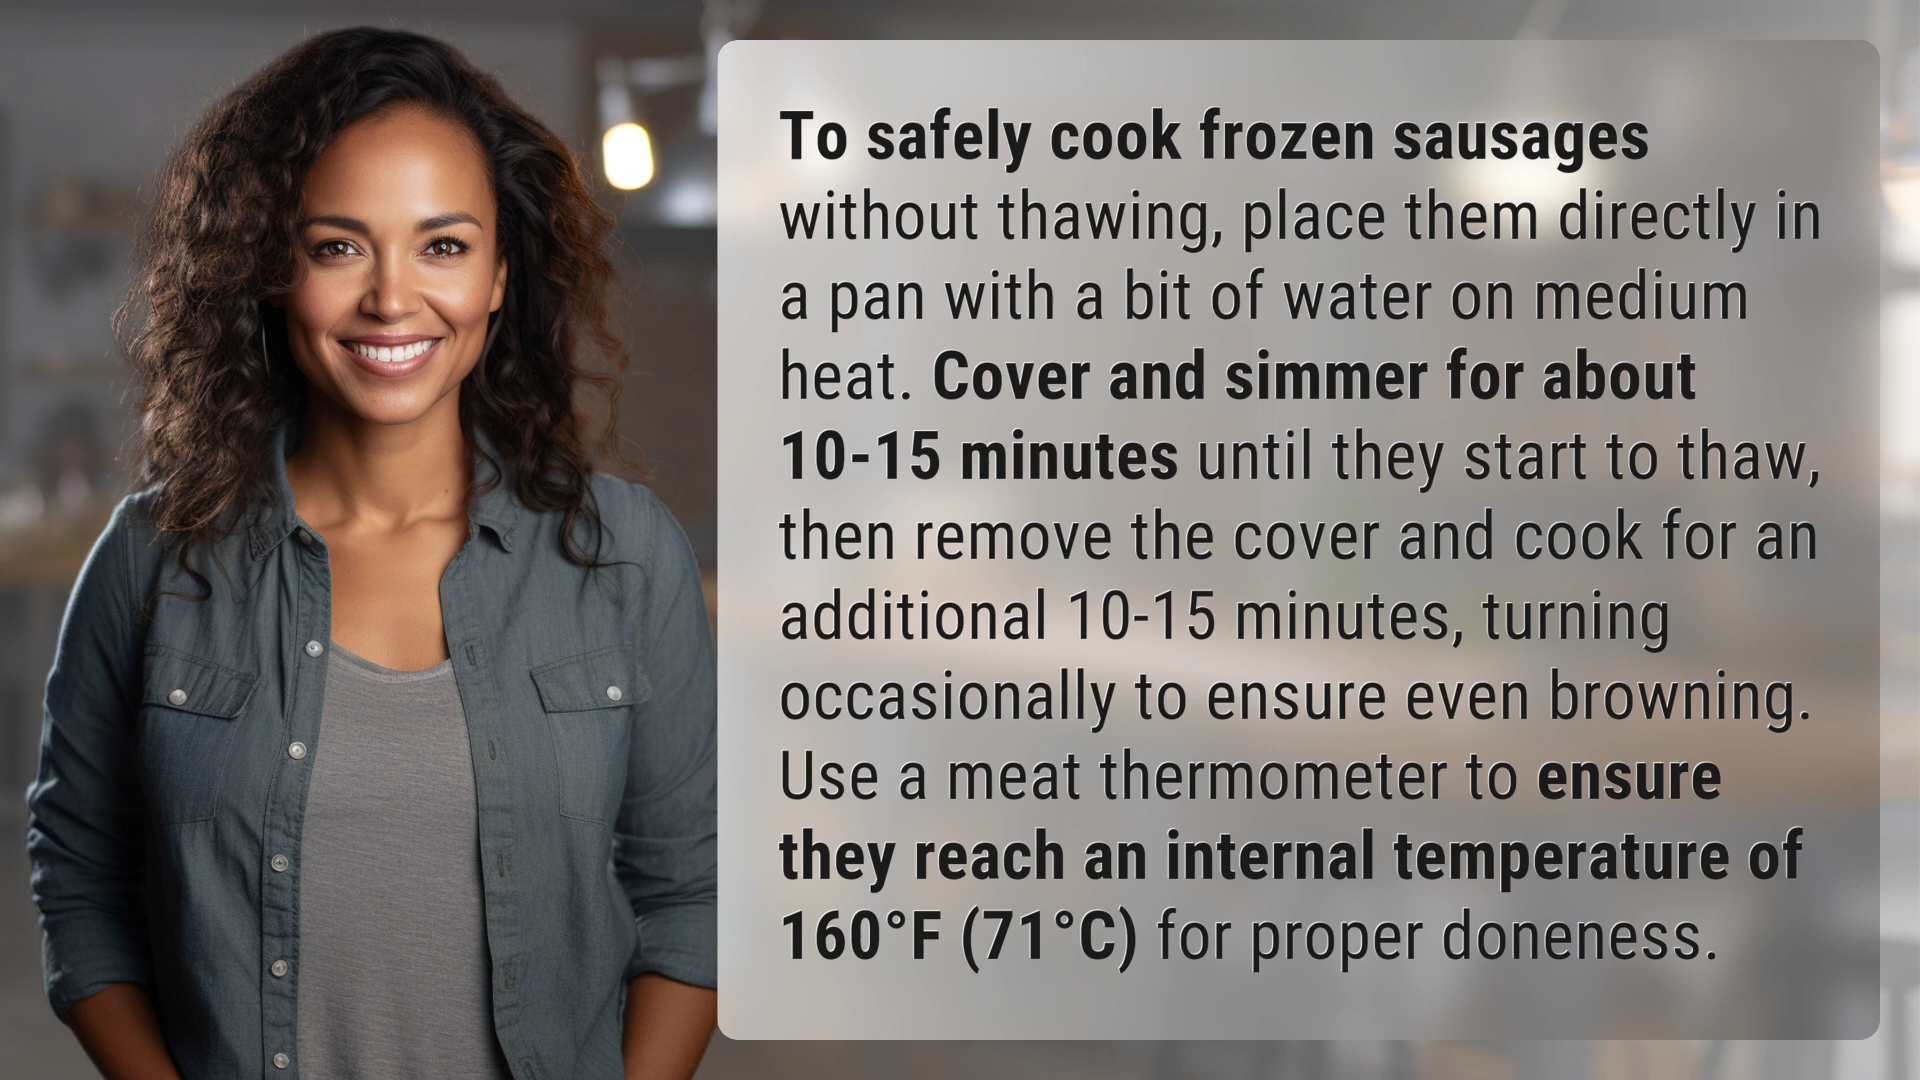 To safely cook frozen sausages
without thawing, place them directly in
a pan with a bit of water on medium
heat. Cover and simmer for about
10-15 minutes until they start to thaw,
then remove the cover and cook for an
additional 10-15 minutes, turning
occasionally to ensure even browning.
Use a meat thermometer to ensure
they reach an internal temperature of
160°F (71°C) for proper doneness.